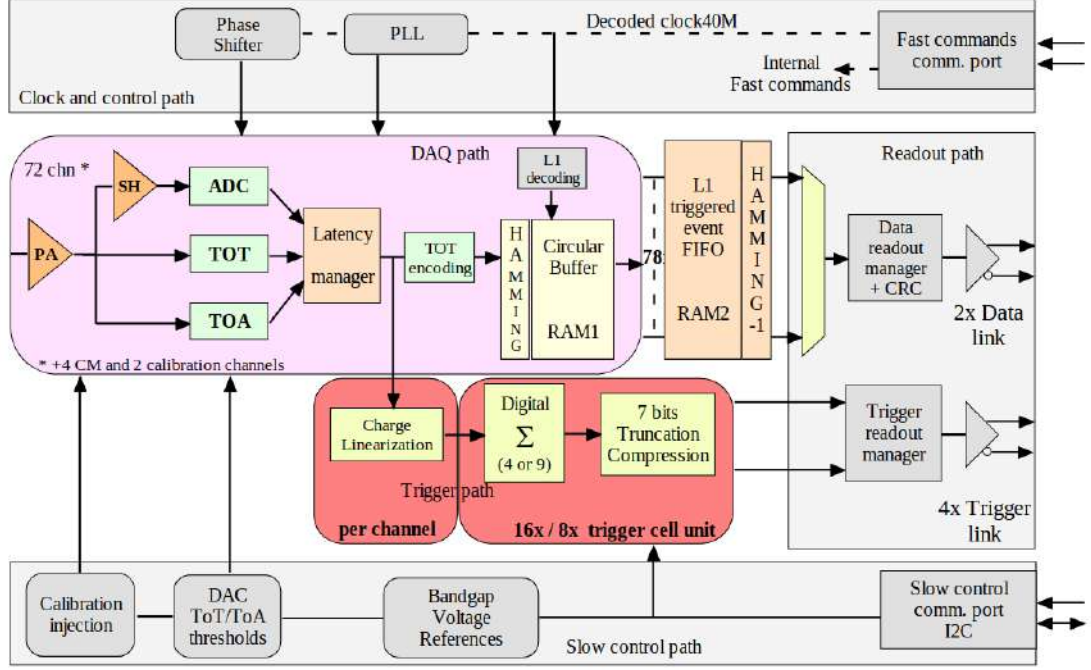 Phase
Shifter
PLL
Decoded clock40M
Fast commands
comm. port
Internal
Fast commands
Clock and control path
72 chn *
DAQ path
L1
decoding
SH
ADC
PA
TOT
TOA
Latency
manager
TOT
encoding
HAMMING
Circular
Buffer
RAM1
78x
L1
triggered
event
FIFO
RAM2
HAMMING
-1
Readout path
Data
readout
manager
+ CRC
2x Data
link
* +4 CM and 2 calibration channels
Charge
Linearization
Digital
Σ
(4 or 9)
7 bits
Truncation
Compression
Trigger path
per channel
16x / 8x trigger cell unit
Trigger
readout
manager
4x Trigger
link
Calibration
injection
DAC
ToT/ToA
thresholds
Bandgap
Voltage
References
Slow control path
Slow control
comm. port
I2C